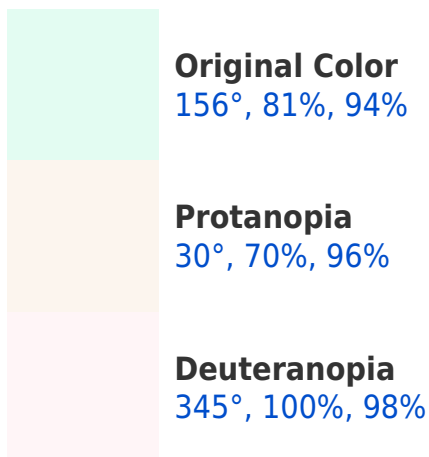 Original Color
156°, 81%, 94%
Protanopia
30°, 70%, 96%
Deuteranopia
345°, 100%, 98%